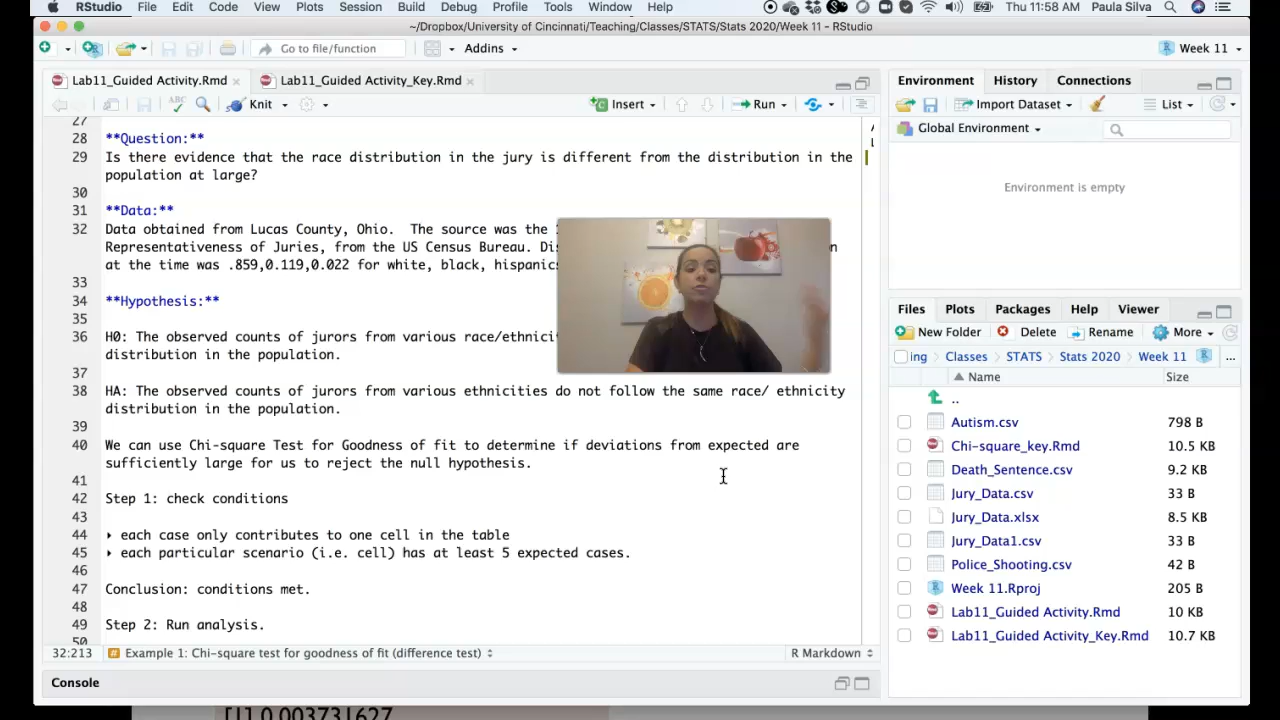 RStudio File Edit Code View Plots Session Build Debug Profile Tools Window Help Thu 11:58 AM Paula Silva
~/Dropbox/University of Cincinnati/Teaching/Classes/STATS/Stats 2020/Week 11 - RStudio
Go to file/function Addins Week 11
Lab11_Guided Activity.Rmd Lab11_Guided Activity_Key.Rmd
ABC Knit Insert Run
27
28 **Question:**
29 Is there evidence that the race distribution in the jury is different from the distribution in the
population at large?
30
31 **Data:**
32 Data obtained from Lucas County, Ohio. The source was the
Representativeness of Juries, from the US Census Bureau. on
at the time was .859,0.119,0.022 for white, black, hispanics
33
34 **Hypothesis:**
35
36 H0: The observed counts of jurors from various
distribution in the population.
37
38 HA: The observed counts of jurors from various ethnicities do not follow the same race/ ethnicity
distribution in the population.
39
40 We can use Chi-square Test for Goodness of fit to determine if deviations from expected are
sufficiently large for us to reject the null hypothesis.
41
42 Step 1: check conditions
43
44 ‣ each case only contributes to one cell in the table
45 ‣ each particular scenario (i.e. cell) has at least 5 expected cases.
46
47 Conclusion: conditions met.
48
49 Step 2: Run analysis.
50
32:213 # Example 1: Chi-square test for goodness of fit (difference test) R Markdown
Console
[1] 0.003731627
Environment History Connections
Import Dataset List
Global Environment
Environment is empty
Files Plots Packages Help Viewer
New Folder Delete Rename More
ing Classes STATS Stats 2020 Week 11 ...
Name Size
..
Autism.csv 798 B
Chi-square_key.Rmd 10.5 KB
Death_Sentence.csv 9.2 KB
Jury_Data.csv 33 B
Jury_Data.xlsx 8.5 KB
Jury_Data1.csv 33 B
Police_Shooting.csv 42 B
Week 11.Rproj 205 B
Lab11_Guided Activity.Rmd 10 KB
Lab11_Guided Activity_Key.Rmd 10.7 KB